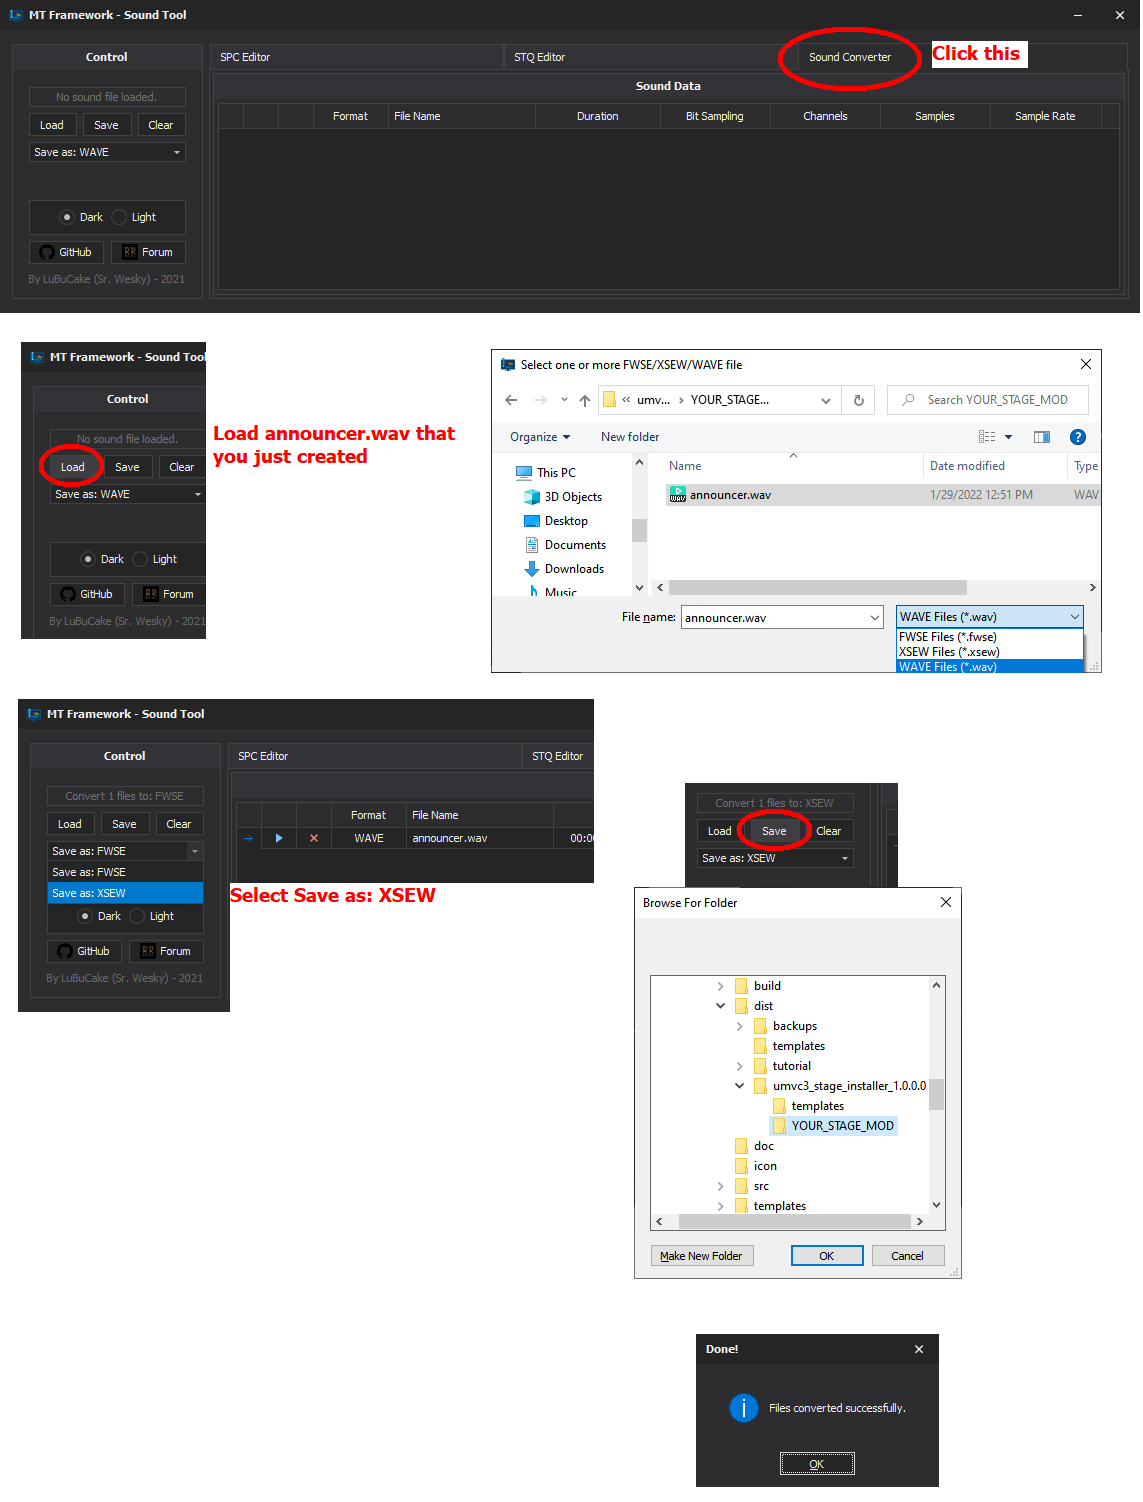 MT Framework - Sound Tool
Control
SPC Editor
STQ Editor
Sound Converter
Click this
Sound Data
No sound file loaded.
Load Save Clear
Format File Name Duration Bit Sampling Channels Samples Sample Rate
Save as: WAVE
Dark Light
GitHub Forum
By LuBuCake (Sr. Wesky) - 2021
MT Framework - Sound Tool
Control
No sound file loaded.
Load Save Clear
Save as: WAVE
Dark Light
GitHub Forum
By LuBuCake (Sr. Wesky) - 2021
Load announcer.wav that
you just created
Select one or more FWSE/XSEW/WAVE file
umv... YOUR_STAGE...
Search YOUR_STAGE_MOD
Organize New folder
This PC
3D Objects
Desktop
Documents
Downloads
Music
Name Date modified Type
announcer.wav 1/29/2022 12:51 PM WAV
File name: announcer.wav
WAVE Files (*.wav)
FWSE Files (*.fwse)
XSEW Files (*.xsew)
WAVE Files (*.wav)
MT Framework - Sound Tool
Control
SPC Editor STQ Editor
Convert 1 files to: FWSE
Load Save Clear
Save as: FWSE
Save as: FWSE
Save as: XSEW
Dark Light
GitHub Forum
By LuBuCake (Sr. Wesky) - 2021
Format File Name
WAVE announcer.wav 00:0
Select Save as: XSEW
Convert 1 files to: XSEW
Load Save Clear
Save as: XSEW
Browse For Folder
build
dist
backups
templates
tutorial
umvc3_stage_installer_1.0.0.0
templates
YOUR_STAGE_MOD
doc
icon
src
templates
Make New Folder OK Cancel
Done!
Files converted successfully.
OK